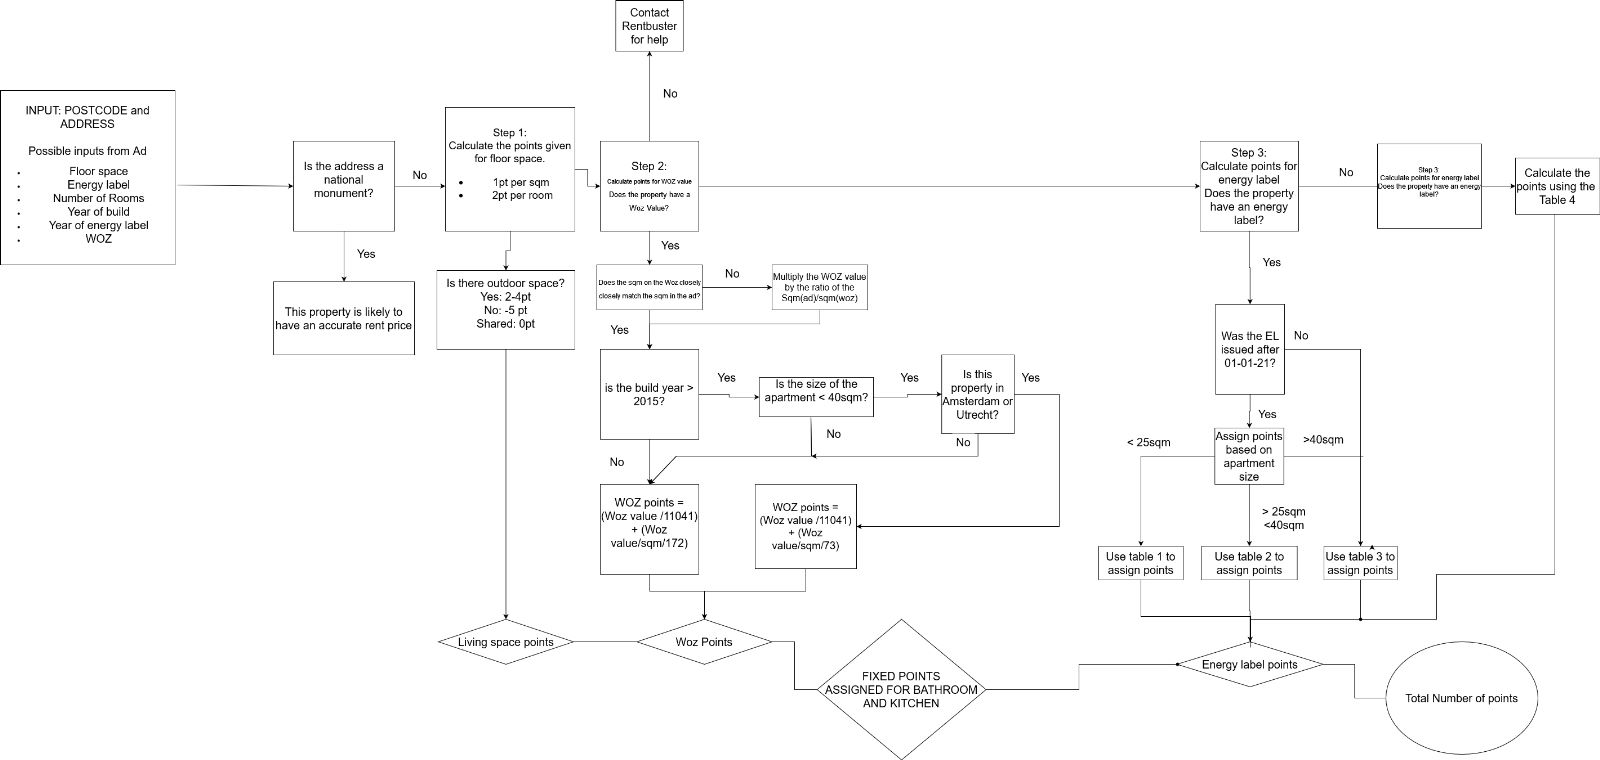 Contact
Rentbuster
for help
No
INPUT: POSTCODE and
ADDRESS
Possible inputs from Ad
Floor space
Energy label
Number of Rooms
Year of build
Year of energy label
WOZ
Is the address a
national
monument?
No
Yes
This property is likely to
have an accurate rent price
Step 1:
Calculate the points given
for floor space.
1pt per sqm
2pt per room
Is there outdoor space?
Yes: 2-4pt
No: -5 pt
Shared: 0pt
Step 2:
Calculate points for WOZ value
Does the property have a
Woz Value?
Yes
Does the sqm on the Woz closely
closely match the sqm in the ad?
No
Multiply the WOZ value
by the ratio of the
Sqm(ad)/sqm(woz)
Yes
is the build year >
2015?
Yes
Is the size of the
apartment < 40sqm?
Yes
Is this
property in
Amsterdam or
Utrecht?
Yes
No
No
No
WOZ points =
(Woz value /11041)
+ (Woz
value/sqm/172)
WOZ points =
(Woz value /11041)
+ (Woz
value/sqm/73)
Step 3:
Calculate points for
energy label
Does the property
have an energy
label?
No
Step 3:
Calculate points for energy label
Does the property have an energy
label?
Calculate the
points using the
Table 4
Yes
Was the EL
issued after
01-01-21?
No
Yes
Assign points
based on
apartment
size
< 25sqm
>40sqm
> 25sqm
<40sqm
Use table 1 to
assign points
Use table 2 to
assign points
Use table 3 to
assign points
Living space points
Woz Points
FIXED POINTS
ASSIGNED FOR BATHROOM
AND KITCHEN
Energy label points
Total Number of points